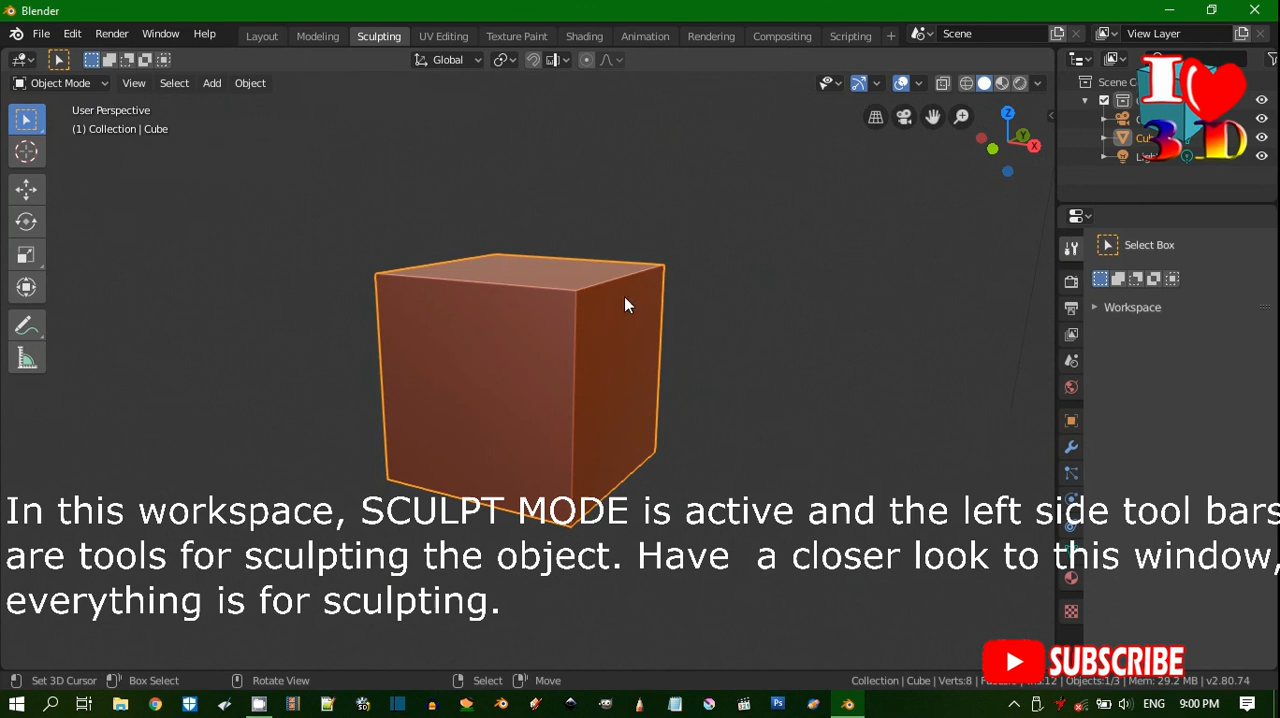 Blender
File Edit Render Window Help Layout Modeling Sculpting UV Editing Texture Paint Shading Animation Rendering Compositing Scripting + Scene View Layer
Global
Object Mode View Select Add Object
Scene C
User Perspective
(1) Collection | Cube
Z
Y
X
I
3D
Cu
Lig
Select Box
Workspace
In this workspace, SCULPT MODE is active and the left side tool bars
are tools for sculpting the object. Have a closer look to this window,
everything is for sculpting.
SUBSCRIBE
Set 3D Cursor Box Select Rotate View Select Move Collection | Cube | Verts:8 | Objects:1/3 | Mem: 29.2 MB | v2.80.74
9:00 PM